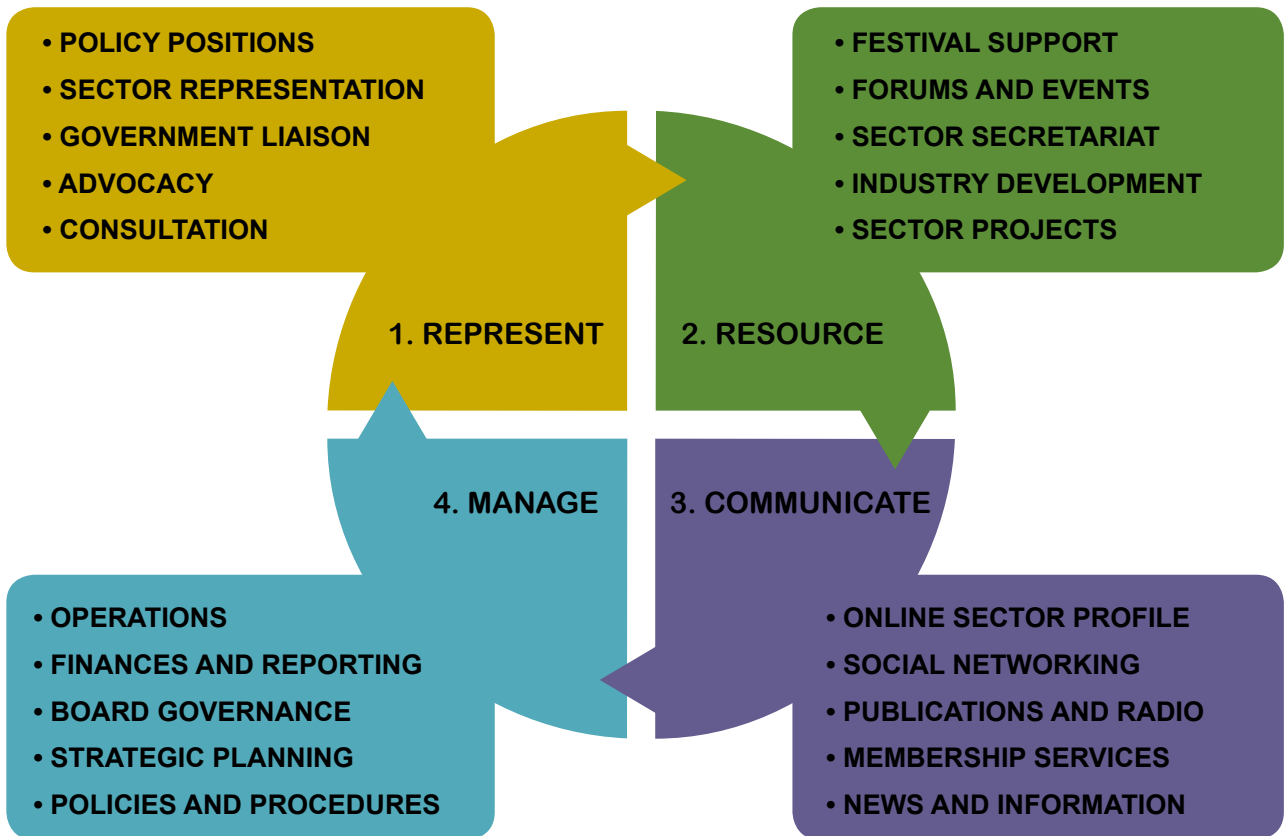 • POLICY POSITIONS
• SECTOR REPRESENTATION
• GOVERNMENT LIAISON
• ADVOCACY
• CONSULTATION
1. REPRESENT
• FESTIVAL SUPPORT
• FORUMS AND EVENTS
• SECTOR SECRETARIAT
• INDUSTRY DEVELOPMENT
• SECTOR PROJECTS
2. RESOURCE
3. COMMUNICATE
• ONLINE SECTOR PROFILE
• SOCIAL NETWORKING
• PUBLICATIONS AND RADIO
• MEMBERSHIP SERVICES
• NEWS AND INFORMATION
4. MANAGE
• OPERATIONS
• FINANCES AND REPORTING
• BOARD GOVERNANCE
• STRATEGIC PLANNING
• POLICIES AND PROCEDURES